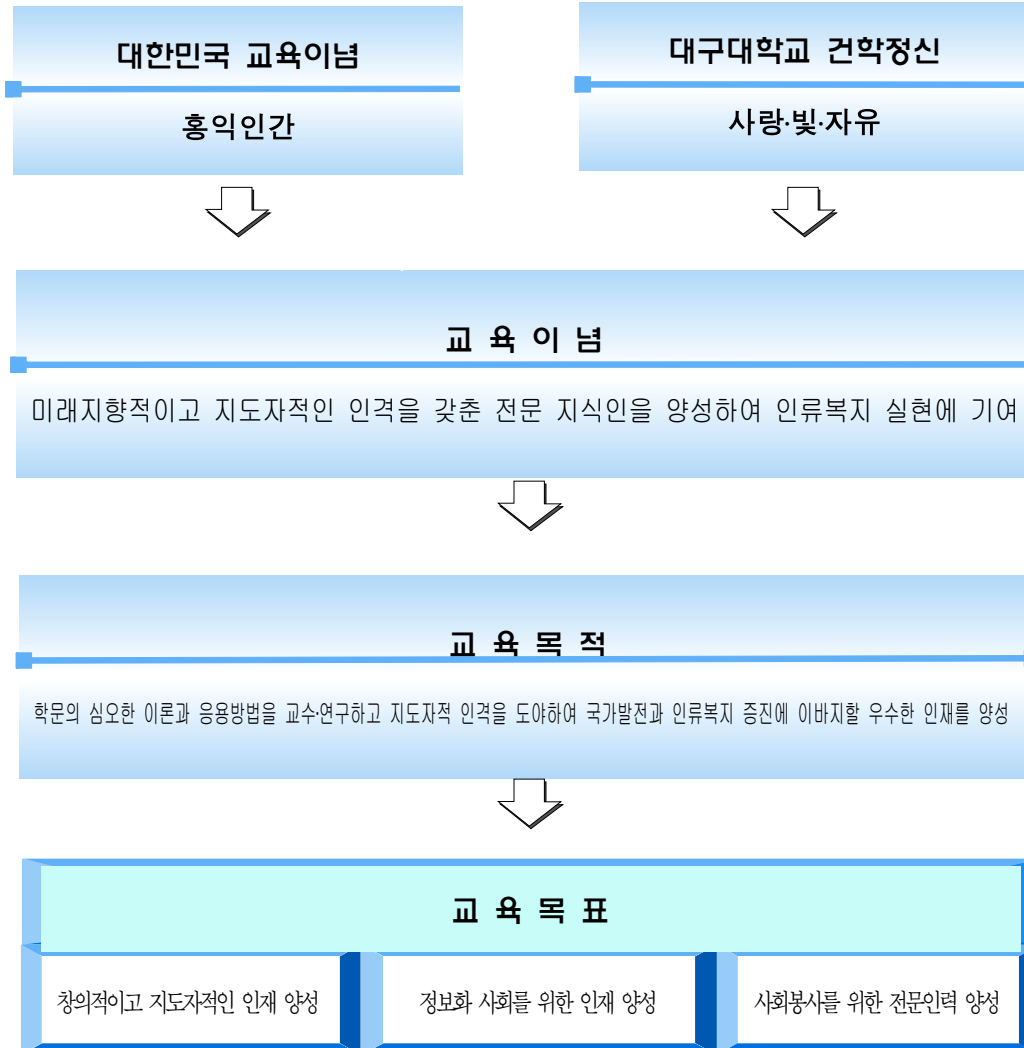 대한민국 교육이념
홍익인간
대구대학교 건학정신
사랑·빛·자유
교 육 이 념
미래지향적이고 지도자적인 인격을 갖춘 전문 지식인을 양성하여 인류복지 실현에 기여
교 육 목 적
학문의 심오한 이론과 응용방법을 교수·연구하고 지도자적 인격을 도야하여 국가발전과 인류복지 증진에 이바지할 우수한 인재를 양성
교 육 목 표
창의적이고 지도자적인 인재 양성
정보화 사회를 위한 인재 양성
사회봉사를 위한 전문인력 양성